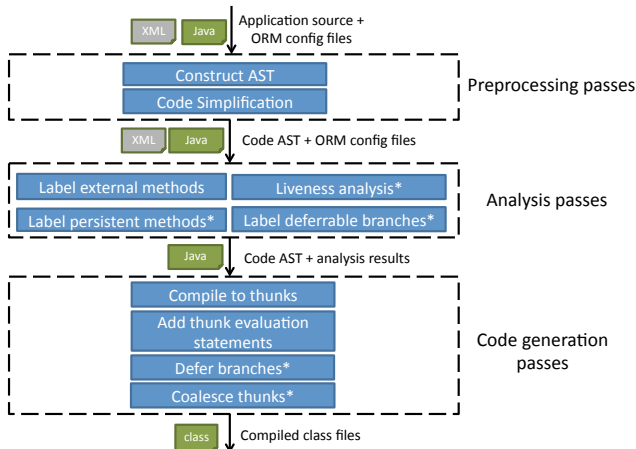 XML
Java
Application source +
ORM config files
Construct AST
Code Simplification
Preprocessing passes
XML
Java
Code AST + ORM config files
Label external methods
Liveness analysis*
Label persistent methods*
Label deferrable branches*
Analysis passes
Java
Code AST + analysis results
Compile to thunks
Add thunk evaluation
statements
Defer branches*
Coalesce thunks*
Code generation
passes
class
Compiled class files